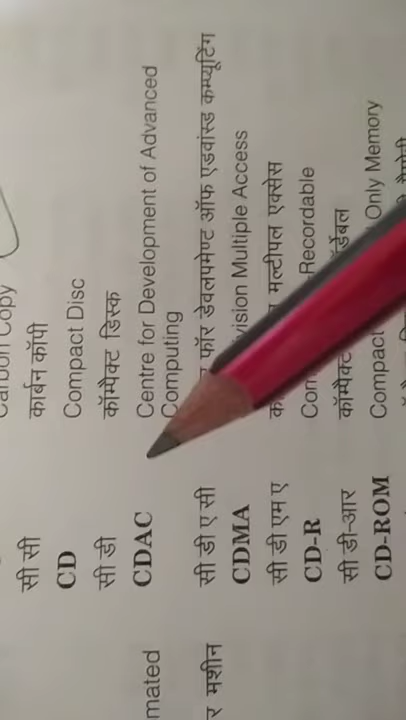 Carbon Copy
सी सी
कार्बन कॉपी
CD
Compact Disc
सी डी
कॉम्पैक्ट डिस्क
CDAC
Centre for Development of Advanced
Computing
सी डी ए सी
फॉर डेवलपमेण्ट ऑफ एडवांस्ड कम्प्यूटिंग
CDMA
Multiple Access
सी डी एम ए
मल्टीपल एक्सेस
CD-R
Recordable
सी डी-आर
कॉम्पैक्ट
CD-ROM
Compact
Only Memory
mated
र मशीन